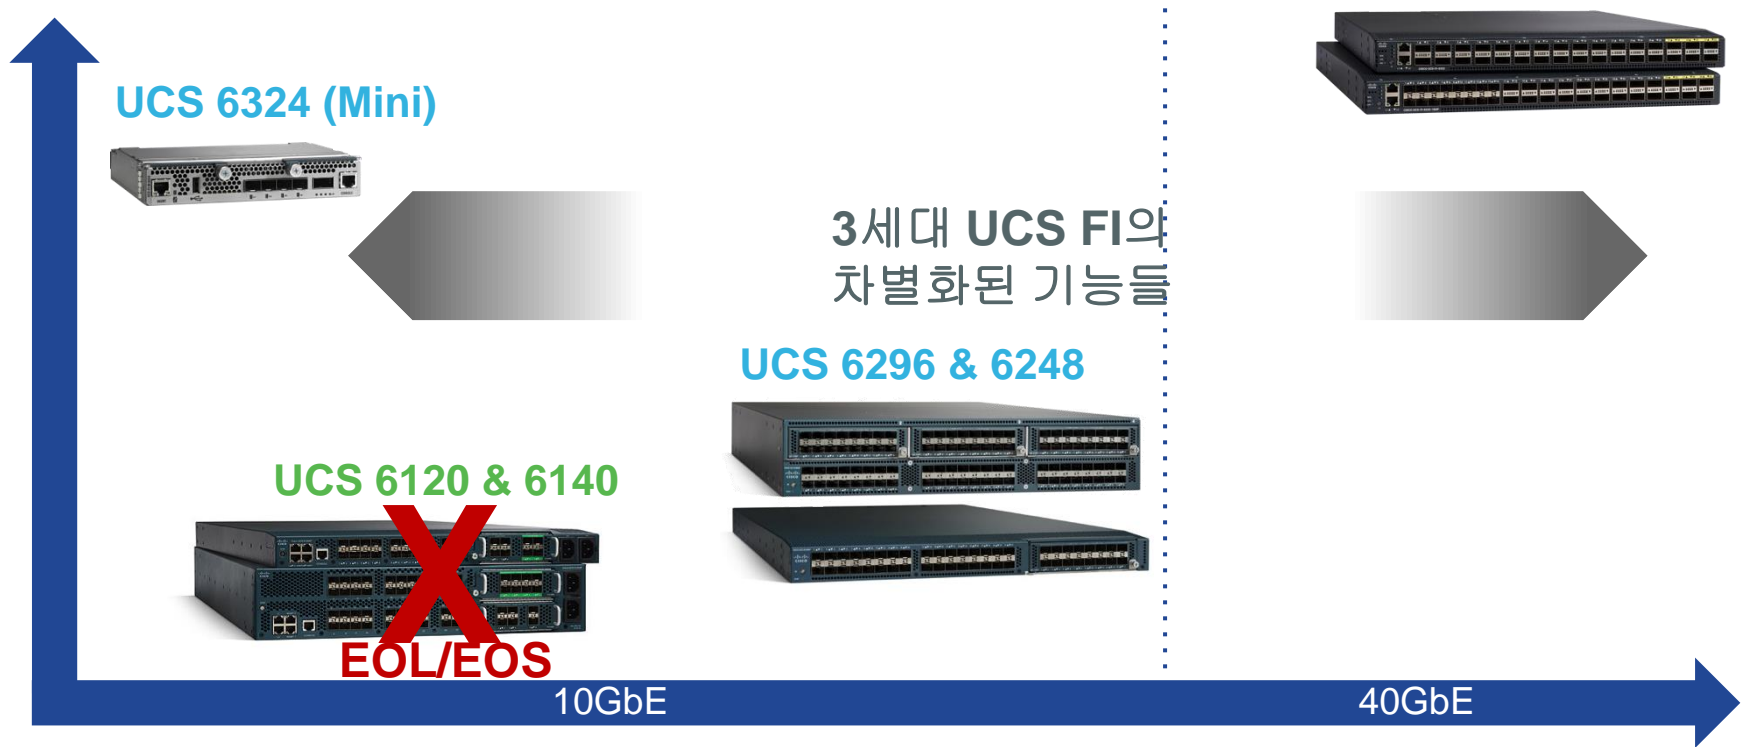 UCS 6324 (Mini)
3세대 UCS FI의
차별화된 기능들
UCS 6296 & 6248
UCS 6120 & 6140
X
EOL/EOS
10GbE
40GbE